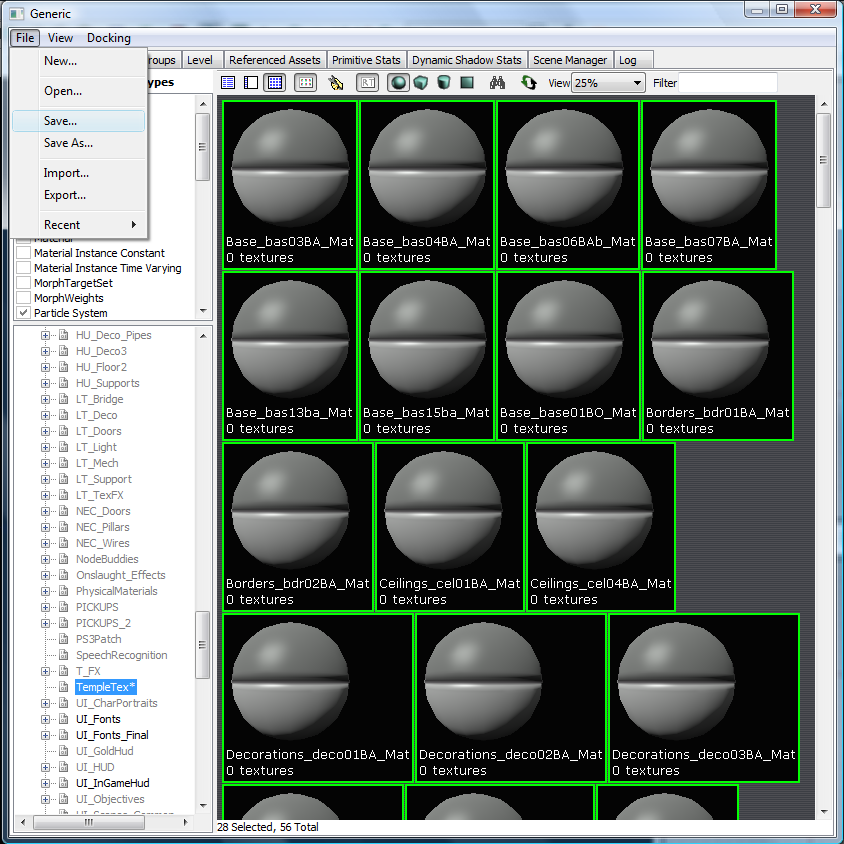 Generic
File View Docking
New...
Open...
Save...
Save As...
Import...
Export...
Recent
Level Referenced Assets Primitive Stats Dynamic Shadow Stats Scene Manager Log
RT View 25% Filter
Material Instance Constant
Material Instance Time Varying
MorphTargetSet
MorphWeights
Particle System
HU_Deco_Pipes
HU_Deco3
HU_Floor2
HU_Supports
LT_Bridge
LT_Deco
LT_Doors
LT_Light
LT_Mech
LT_Support
LT_TexFX
NEC_Doors
NEC_Pillars
NEC_Wires
NodeBuddies
Onslaught_Effects
PhysicalMaterials
PICKUPS
PICKUPS_2
PS3Patch
SpeechRecognition
T_FX
TempleTex*
UI_CharPortraits
UI_Fonts
UI_Fonts_Final
UI_GoldHud
UI_HUD
UI_InGameHud
UI_Objectives
Base_bas03BA_Mat Base_bas04BA_Mat Base_bas06BAb_Mat Base_bas07BA_Mat
0 textures 0 textures 0 textures 0 textures
Base_bas13ba_Mat Base_bas15ba_Mat Base_base01BO_Mat Borders_bdr01BA_Mat
0 textures 0 textures 0 textures 0 textures
Borders_bdr02BA_Mat Ceilings_cel01BA_Mat Ceilings_cel04BA_Mat
0 textures 0 textures 0 textures
Decorations_deco01BA_Mat Decorations_deco02BA_Mat Decorations_deco03BA_Mat
0 textures 0 textures 0 textures
28 Selected, 56 Total